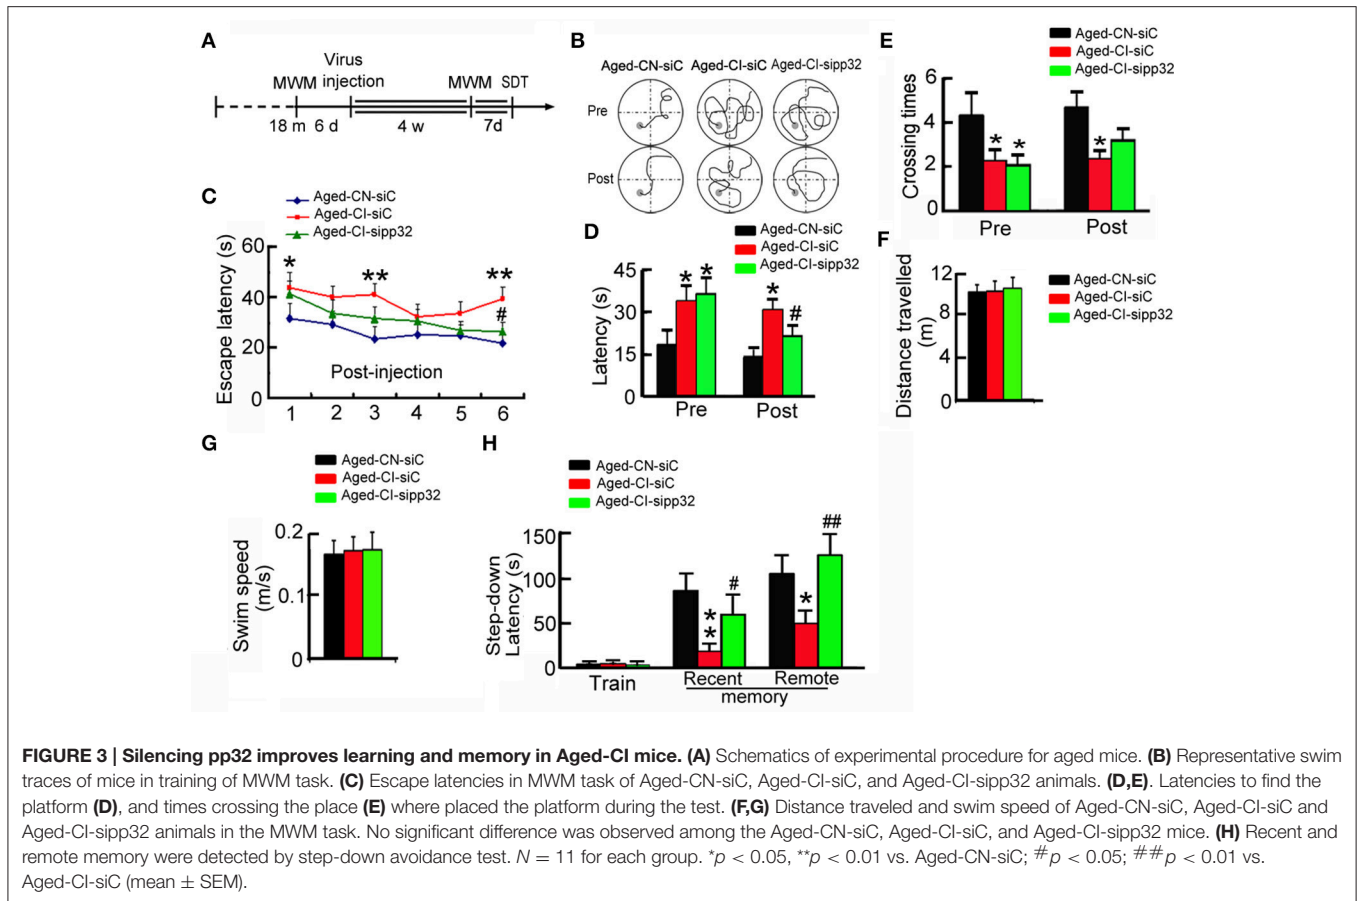 A
Virus
MWM injection
MWM SDT
18 m 6 d 4 w 7d
B
Aged-CN-siC Aged-CI-siC Aged-CI-sipp32
Pre
Post
C
Aged-CN-siC
Aged-CI-siC
Aged-CI-sipp32
Escape latency (s)
60
40
20
0
* ** **
#
Post-injection
1 2 3 4 5 6
D
Aged-CN-siC
Aged-CI-siC
Aged-CI-sipp32
Latency (s)
45
30
15
0
* * * #
Pre Post
E
Aged-CN-siC
Aged-CI-siC
Aged-CI-sipp32
Crossing times
6
4
2
0
* * *
Pre Post
F
Aged-CN-siC
Aged-CI-siC
Aged-CI-sipp32
Distance travelled
(m)
12
8
4
0
G
Aged-CN-siC
Aged-CI-siC
Aged-CI-sipp32
Swim speed
(m/s)
0.2
0.1
0
H
Aged-CN-siC
Aged-CI-siC
Aged-CI-sipp32
Step-down
Latency (s)
150
100
50
0
** # * ##
Train Recent Remote
memory
FIGURE 3 | Silencing pp32 improves learning and memory in Aged-CI mice. (A) Schematics of experimental procedure for aged mice. (B) Representative swim
traces of mice in training of MWM task. (C) Escape latencies in MWM task of Aged-CN-siC, Aged-CI-siC, and Aged-CI-sipp32 animals. (D,E). Latencies to find the
platform (D), and times crossing the place (E) where placed the platform during the test. (F,G) Distance traveled and swim speed of Aged-CN-siC, Aged-CI-siC and
Aged-CI-sipp32 animals in the MWM task. No significant difference was observed among the Aged-CN-siC, Aged-CI-siC, and Aged-CI-sipp32 mice. (H) Recent and
remote memory were detected by step-down avoidance test. N = 11 for each group. *p < 0.05, **p < 0.01 vs. Aged-CN-siC; #p < 0.05; ##p < 0.01 vs.
Aged-CI-siC (mean ± SEM).